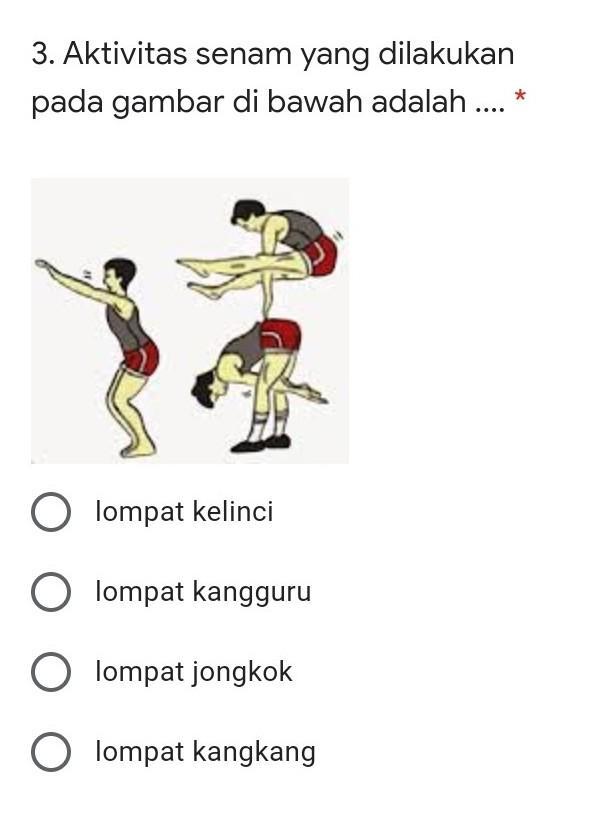 3. Aktivitas senam yang dilakukan
pada gambar di bawah adalah .... *
lompat kelinci
lompat kangguru
lompat jongkok
lompat kangkang